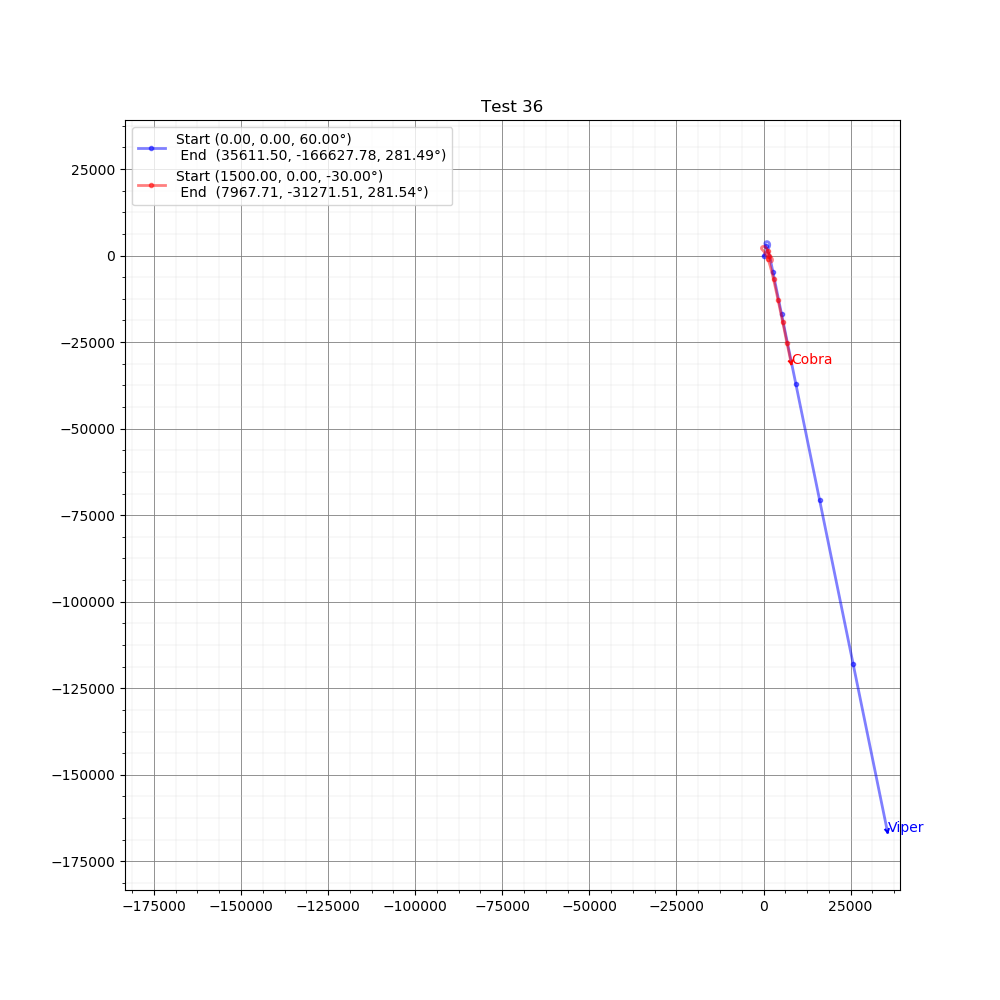 Test 36
Start (0.00, 0.00, 60.00°)
End  (35611.50, -166627.78, 281.49°)
Start (1500.00, 0.00, -30.00°)
End  (7967.71, -31271.51, 281.54°)
25000
0
−25000
−50000
−75000
−100000
−125000
−150000
−175000
Cobra
Viper
−175000 −150000 −125000 −100000 −75000 −50000 −25000 0 25000